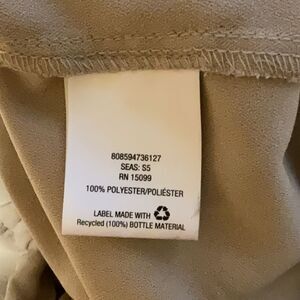 808594736127
SEAS: S5
RN 15099
100% POLYESTER/POLIÉSTER
LABEL MADE WITH
Recycled (100%) BOTTLE MATERIAL